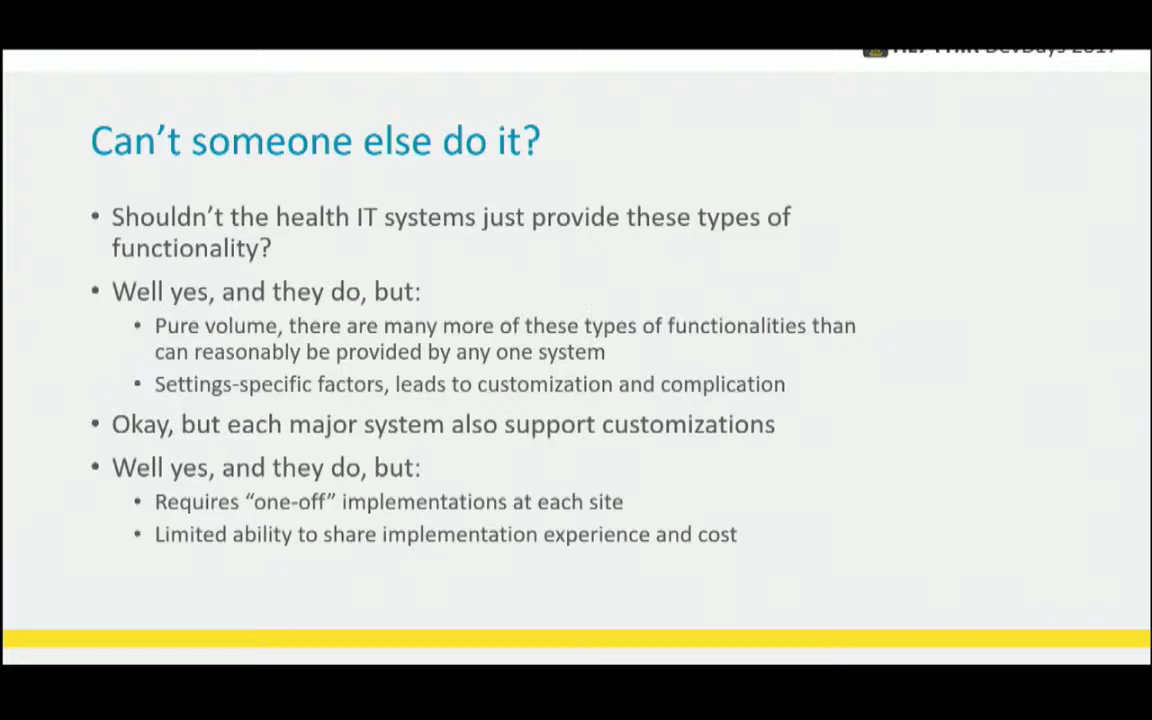 DevDays 2017
Can't someone else do it?
• Shouldn't the health IT systems just provide these types of
functionality?
• Well yes, and they do, but:
• Pure volume, there are many more of these types of functionalities than
can reasonably be provided by any one system
• Settings-specific factors, leads to customization and complication
• Okay, but each major system also support customizations
• Well yes, and they do, but:
• Requires “one-off” implementations at each site
• Limited ability to share implementation experience and cost